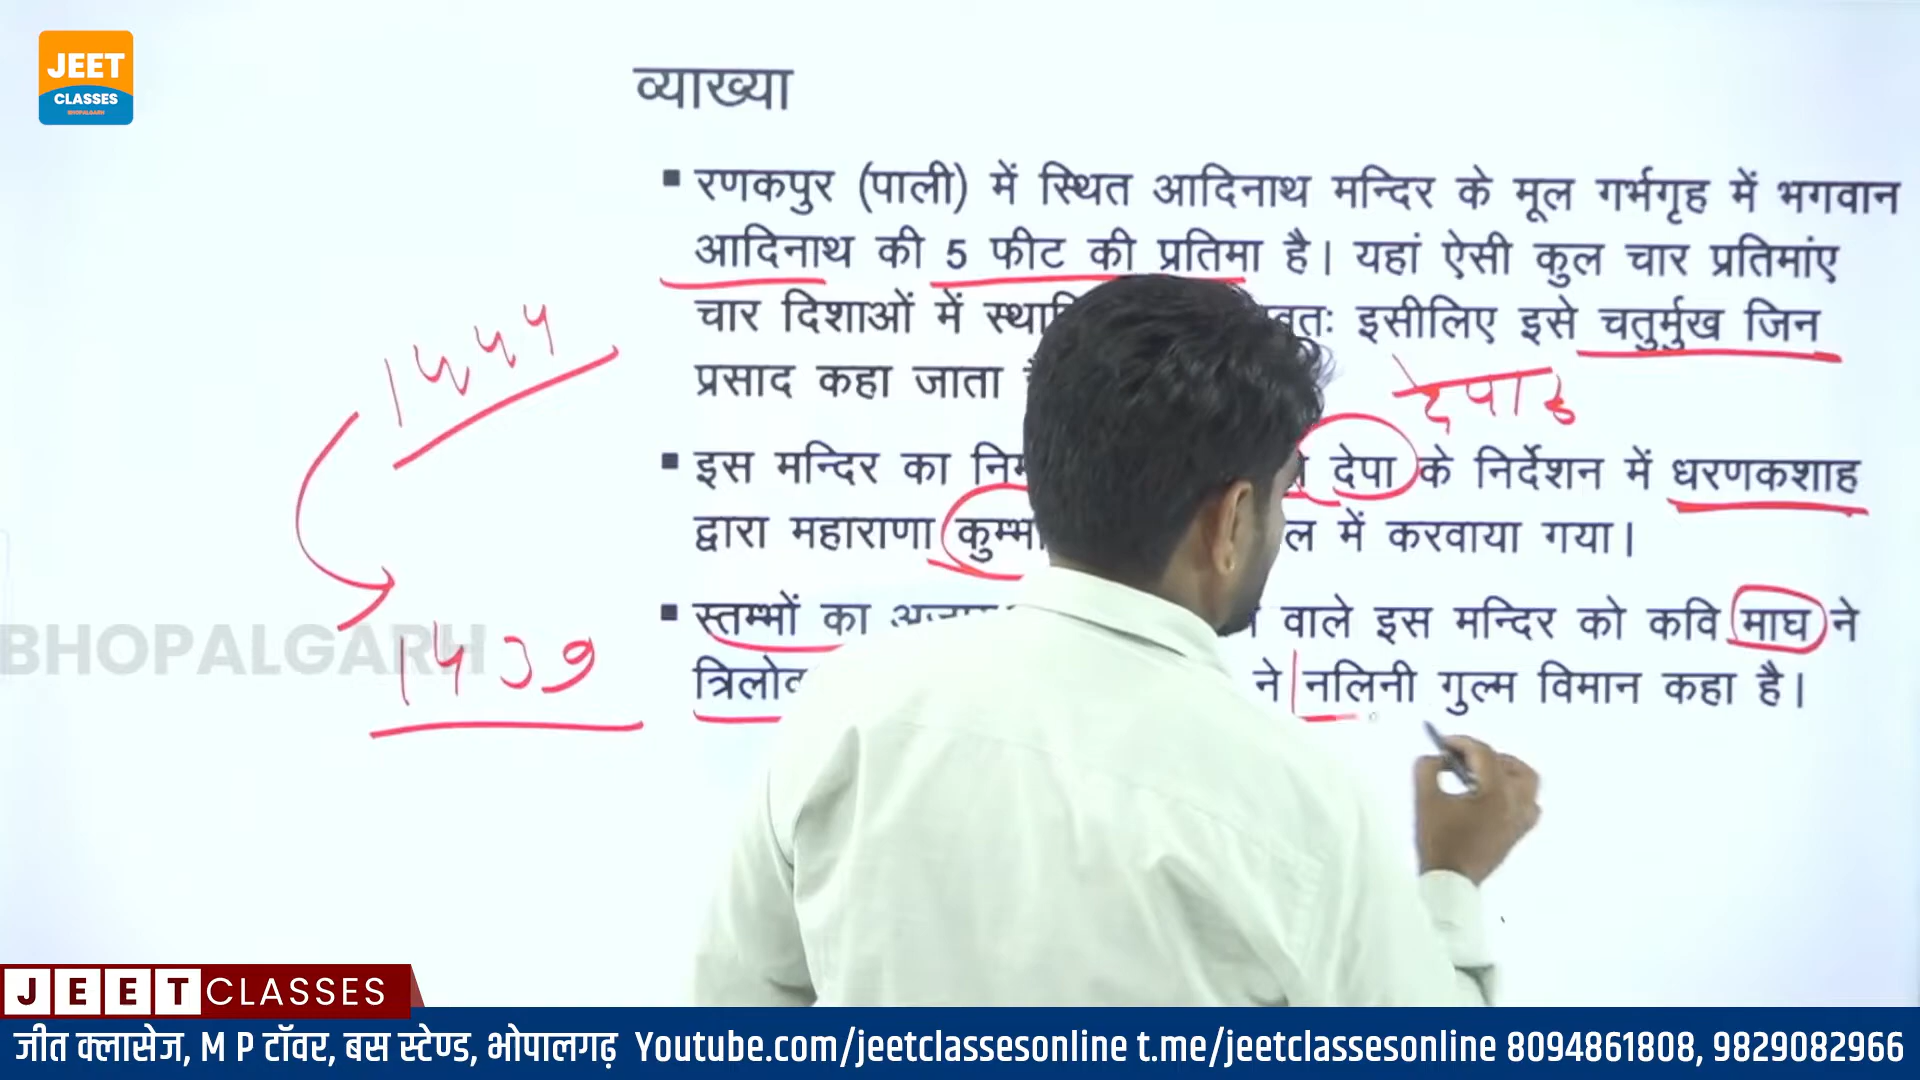 JEET
CLASSES
BHOPALGARH
व्याख्या
▪ रणकपुर (पाली) में स्थित आदिनाथ मन्दिर के मूल गर्भगृह में भगवान
आदिनाथ की 5 फीट की प्रतिमा है। यहां ऐसी कुल चार प्रतिमांए
चार दिशाओं में इसीलिए इसे चतुर्मुख जिन
1444
प्रसाद कहा जाता
देपाक
▪ इस मन्दिर का देपा के निर्देशन में धरणकशाह
द्वारा महाराणा कुम्भा में करवाया गया।
▪ स्तम्भों का वाले इस मन्दिर को कवि माघ ने
BHOPALGARH
1439
ने नलिनी गुल्म विमान कहा है।
JEET CLASSES
जीत क्लासेज, M P टॉवर, बस स्टेण्ड, भोपालगढ़ Youtube.com/jeetclassesonline t.me/jeetclassesonline 8094861808, 9829082966